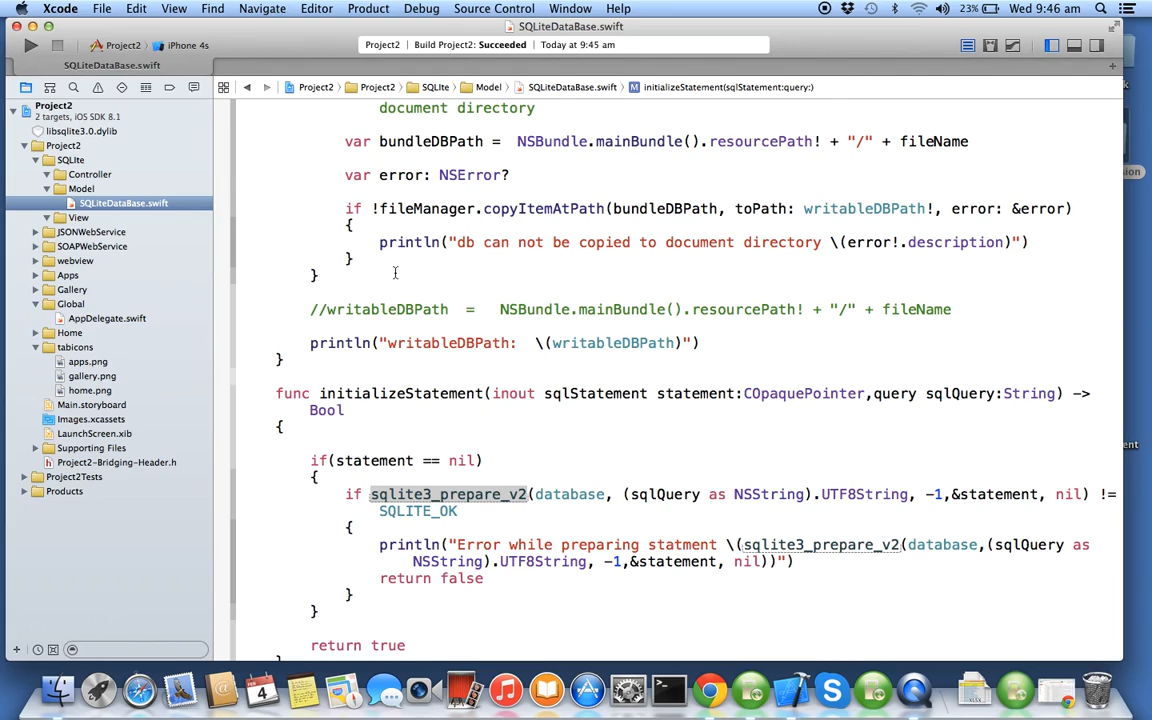 Xcode File Edit View Find Navigate Editor Product Debug Source Control Window Help 23% Wed 9:46 am
SQLiteDataBase.swift
Project2 iPhone 4s
Project2 Build Project2: Succeeded Today at 9:45 am
SQLiteDataBase.swift
Project2 Project2 SQLIte Model SQLiteDataBase.swift M initializeStatement(sqlStatement:query:)
Project2
2 targets, iOS SDK 8.1
libsqlite3.0.dylib
Project2
SQLIte
Controller
Model
SQLiteDataBase.swift
View
JSONWebService
SOAPWebService
webview
Apps
Gallery
Global
AppDelegate.swift
Home
tabicons
apps.png
gallery.png
home.png
Main.storyboard
Images.xcassets
LaunchScreen.xib
Supporting Files
Project2-Bridging-Header.h
Project2Tests
Products
document directory
var bundleDBPath = NSBundle.mainBundle().resourcePath! + "/" + fileName
var error: NSError?
if !fileManager.copyItemAtPath(bundleDBPath, toPath: writableDBPath!, error: &error)
{
println("db can not be copied to document directory \(error!.description)")
}
}
//writableDBPath = NSBundle.mainBundle().resourcePath! + "/" + fileName
println("writableDBPath: \(writableDBPath)")
}
func initializeStatement(inout sqlStatement statement:COpaquePointer,query sqlQuery:String) ->
Bool
{
if(statement == nil)
{
if sqlite3_prepare_v2(database, (sqlQuery as NSString).UTF8String, -1,&statement, nil) !=
SQLITE_OK
{
println("Error while preparing statment \(sqlite3_prepare_v2(database,(sqlQuery as
NSString).UTF8String, -1,&statement, nil))")
return false
}
}
return true